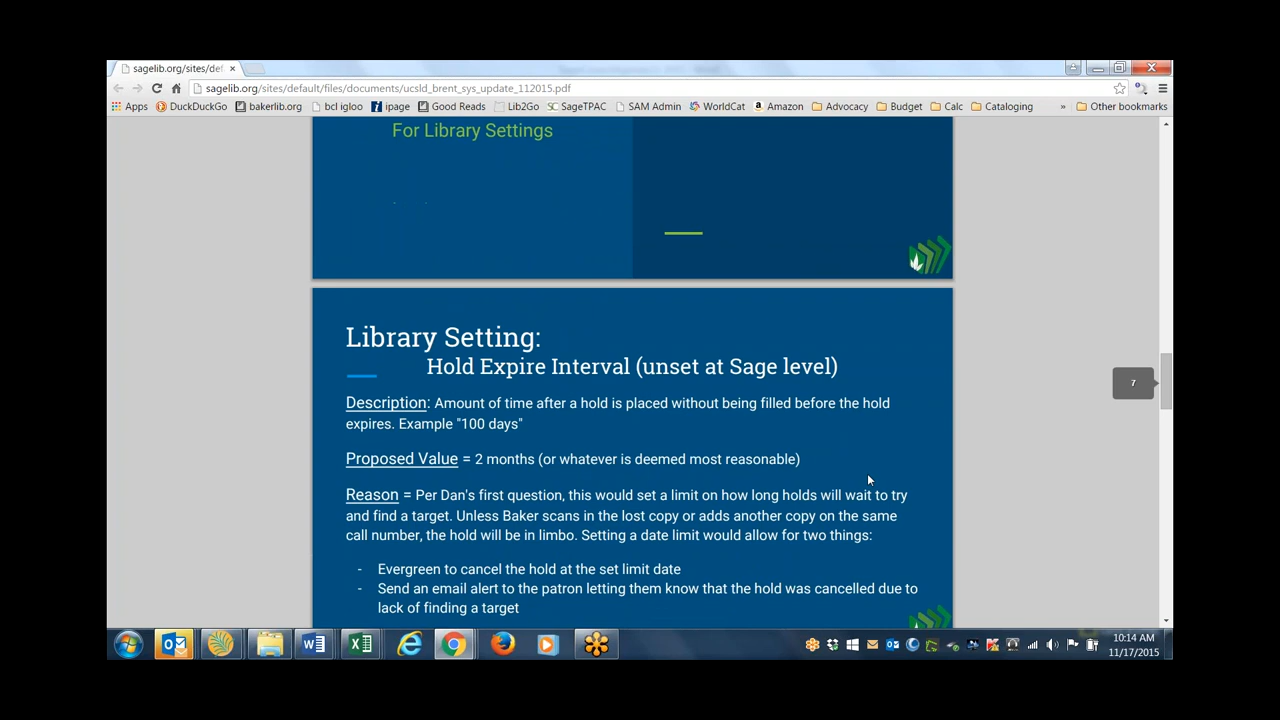 sagelib.org/sites/def
sagelib.org/sites/default/files/documents/ucsld_brent_sys_update_112015.pdf
Apps DuckDuckGo bakerlib.org bcl igloo ipage Good Reads Lib2Go SageTPAC SAM Admin WorldCat Amazon Advocacy Budget Calc Cataloging » Other bookmarks
For Library Settings
Library Setting:
Hold Expire Interval (unset at Sage level)
7
Description: Amount of time after a hold is placed without being filled before the hold
expires. Example "100 days"
Proposed Value = 2 months (or whatever is deemed most reasonable)
Reason = Per Dan's first question, this would set a limit on how long holds will wait to try
and find a target. Unless Baker scans in the lost copy or adds another copy on the same
call number, the hold will be in limbo. Setting a date limit would allow for two things:
- Evergreen to cancel the hold at the set limit date
- Send an email alert to the patron letting them know that the hold was cancelled due to
lack of finding a target
10:14 AM
11/17/2015